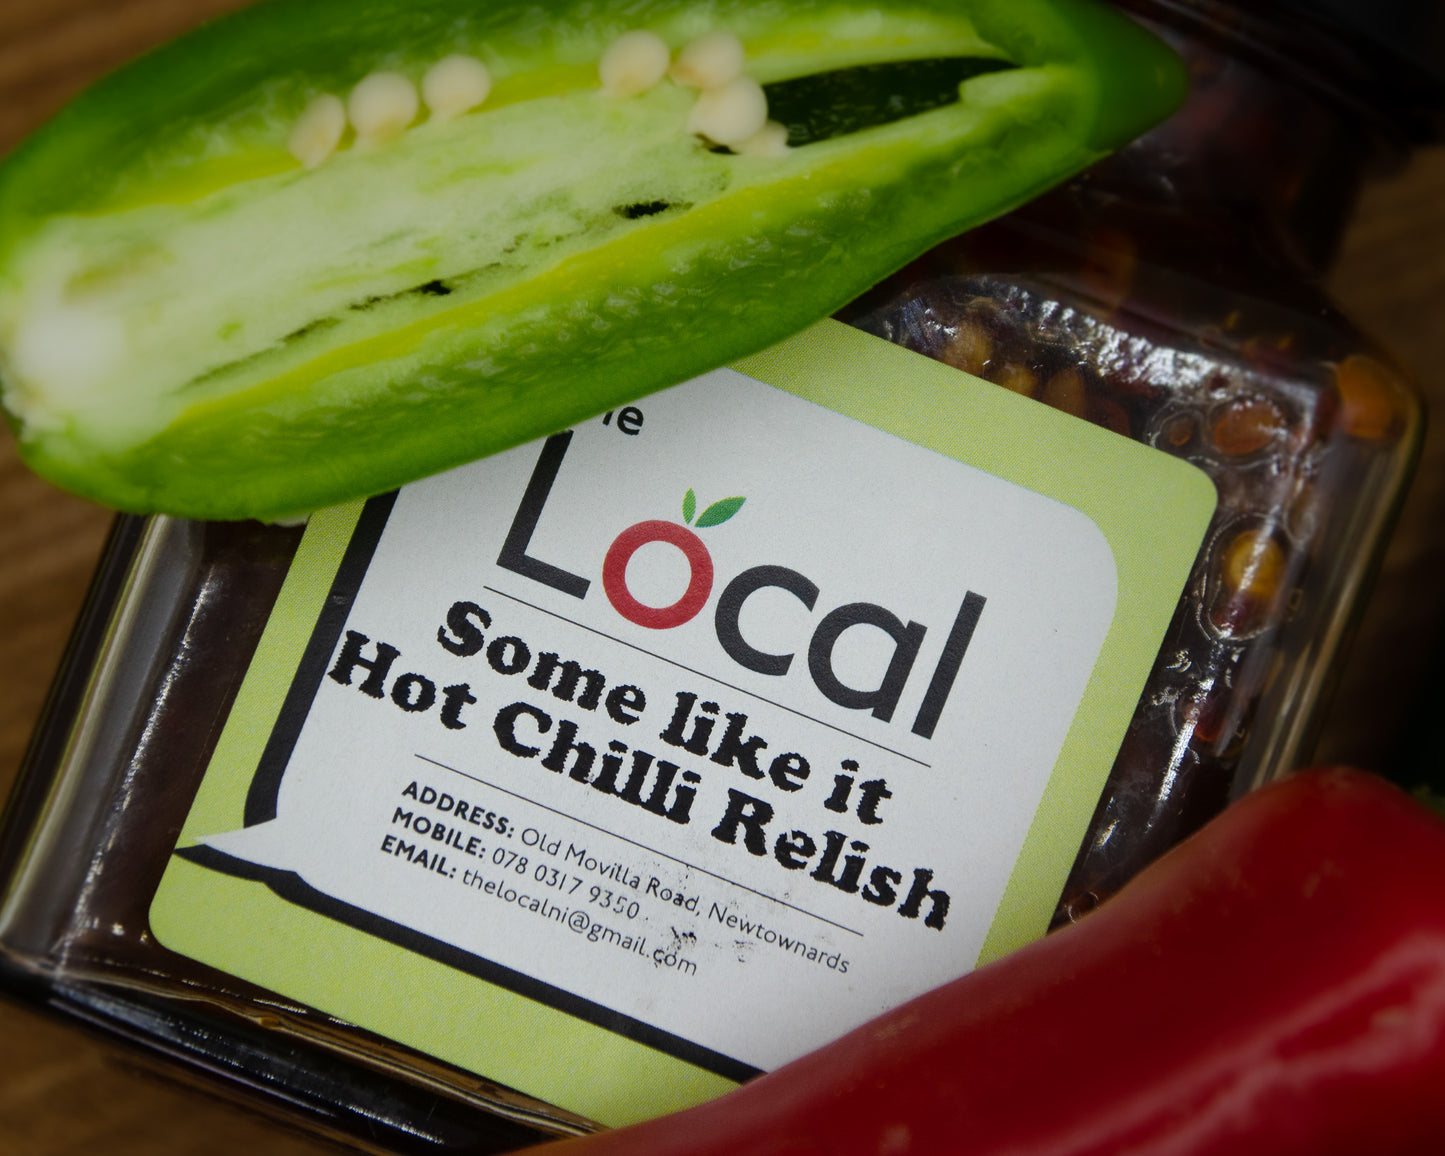 Local
Some like it
Hot Chilli Relish
ADDRESS: Old Movilla Road, Newtownards
MOBILE: 078 0317 9350
EMAIL: thelocalni@gmail.com